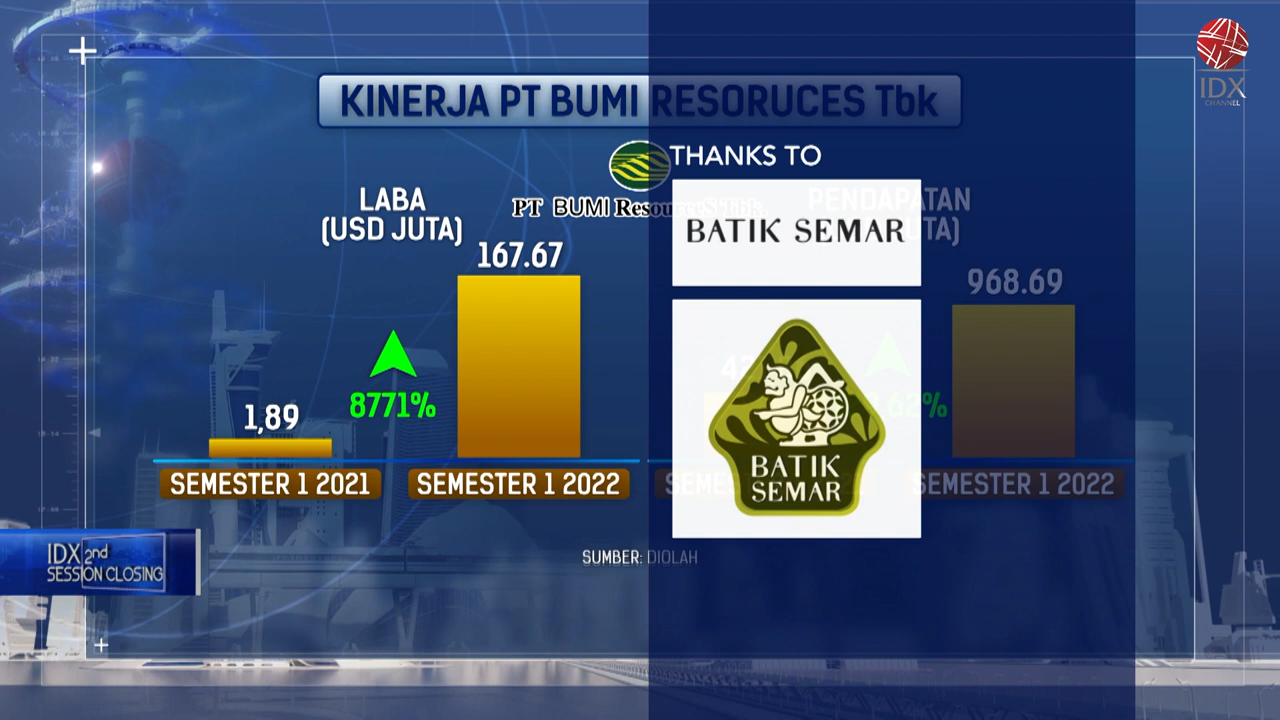 IDX
CHANNEL
KINERJA PT BUMI RESORUCES Tbk
THANKS TO
PT BUMI Resources Tbk.
LABA
(USD JUTA)
PENDAPATAN
BATIK SEMAR
167.67
968.69
1,89
8771%
BATIK
SEMAR
SEMESTER 1 2021
SEMESTER 1 2022
SEMESTER 1 2022
IDX 2nd
SESSION CLOSING
SUMBER: DIOLAH